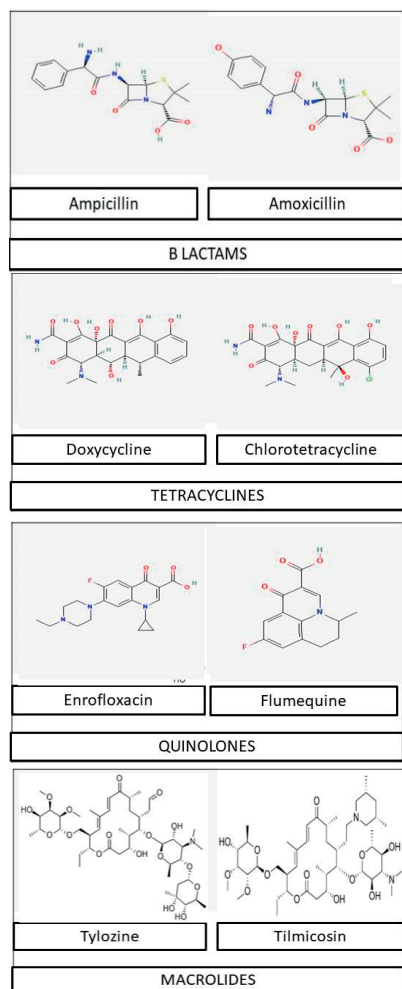 Ampicillin
Amoxicillin
B LACTAMS
Doxycycline
Chlorotetracycline
TETRACYCLINES
Enrofloxacin
Flumequine
QUINOLONES
Tylozine
Tilmicosin
MACROLIDES